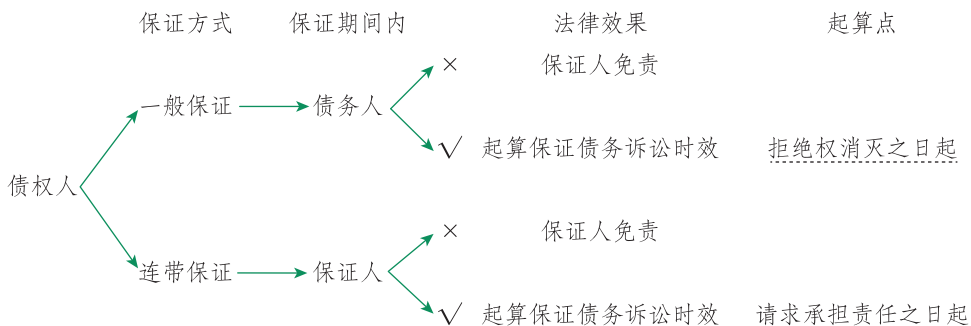 保证方式 保证期间内 法律效果 起算点
× 保证人免责
一般保证 债务人
√ 起算保证债务诉讼时效 拒绝权消灭之日起
债权人
× 保证人免责
连带保证 保证人
√ 起算保证债务诉讼时效 请求承担责任之日起